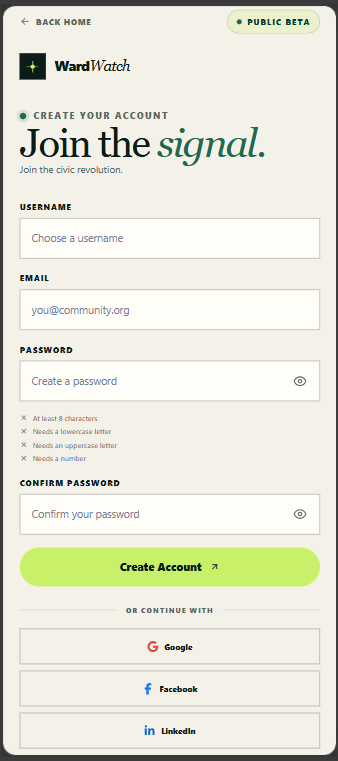 ← BACK HOME
PUBLIC BETA
WardWatch
CREATE YOUR ACCOUNT
Join the signal.
Join the civic revolution.
USERNAME
Choose a username
EMAIL
you@community.org
PASSWORD
Create a password
× At least 8 characters
× Needs a lowercase letter
× Needs an uppercase letter
× Needs a number
CONFIRM PASSWORD
Confirm your password
Create Account ↗
OR CONTINUE WITH
Google
Facebook
LinkedIn